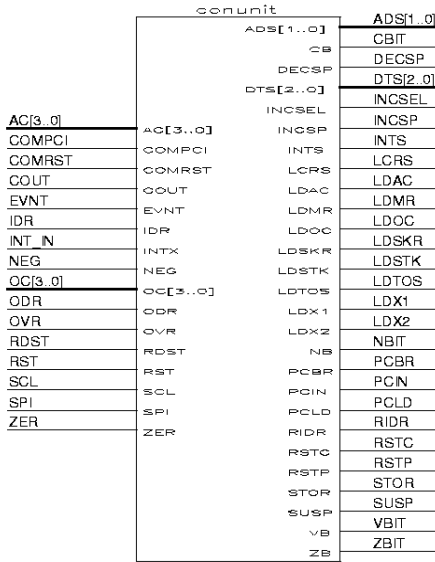 conunit
ADS[1..0] ADS[1..0]
CB CBIT
DECSP DECSP
DTS[2..0] DTS[2..0]
INCSEL INCSEL
AC[3..0] AC[3..0] INCSP INCSP
COMPCI COMPCI INTS INTS
COMRST COMRST LCRS LCRS
COUT COUT LDAC LDAC
EVNT EVNT LDMR LDMR
IDR IDR LDOC LDOC
INT_IN INTX LDSKR LDSKR
NEG NEG LDSTK LDSTK
OC[3..0] OC[3..0] LDTOS LDTOS
ODR ODR LDX1 LDX1
OVR OVR LDX2 LDX2
RDST RDST NB NBIT
RST RST PCBR PCBR
SCL SCL PCIN PCIN
SPI SPI PCLD PCLD
ZER ZER RIDR RIDR
RSTC RSTC
RSTP RSTP
STOR STOR
SUSP SUSP
VB VBIT
ZB ZBIT